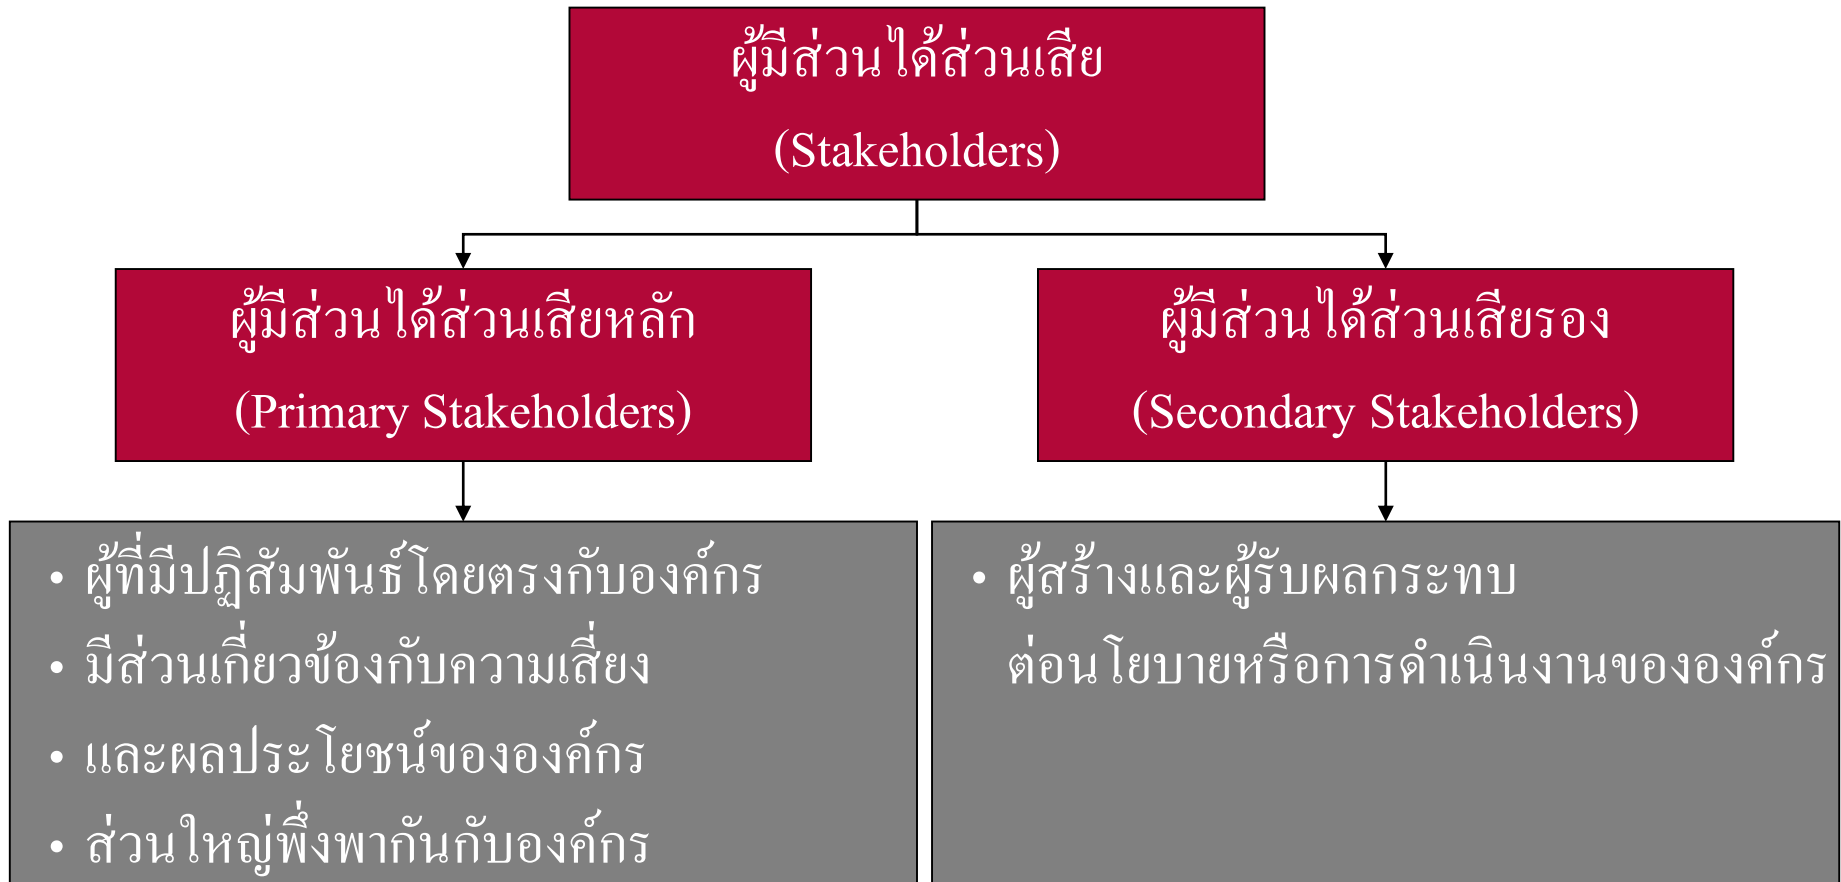 ผู้มีส่วนได้ส่วนเสีย
(Stakeholders)
ผู้มีส่วนได้ส่วนเสียหลัก
(Primary Stakeholders)
ผู้มีส่วนได้ส่วนเสียรอง
(Secondary Stakeholders)
• ผู้ที่มีปฏิสัมพันธ์โดยตรงกับองค์กร
• มีส่วนเกี่ยวข้องกับความเสี่ยง
• และผลประโยชน์ขององค์กร
• ส่วนใหญ่พึ่งพากันกับองค์กร
• ผู้สร้างและผู้รับผลกระทบ
ต่อนโยบายหรือการดำเนินงานขององค์กร